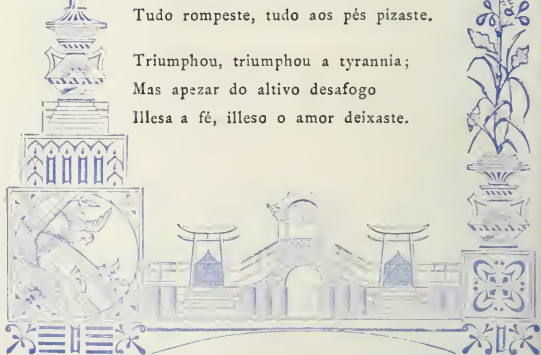 Tudo rompeste, tudo aos pés pizaste.
Triumphou, triumphou a tyrannia;
Mas apezar do altivo desafogo
Illesa a fé, illeso o amor deixaste.